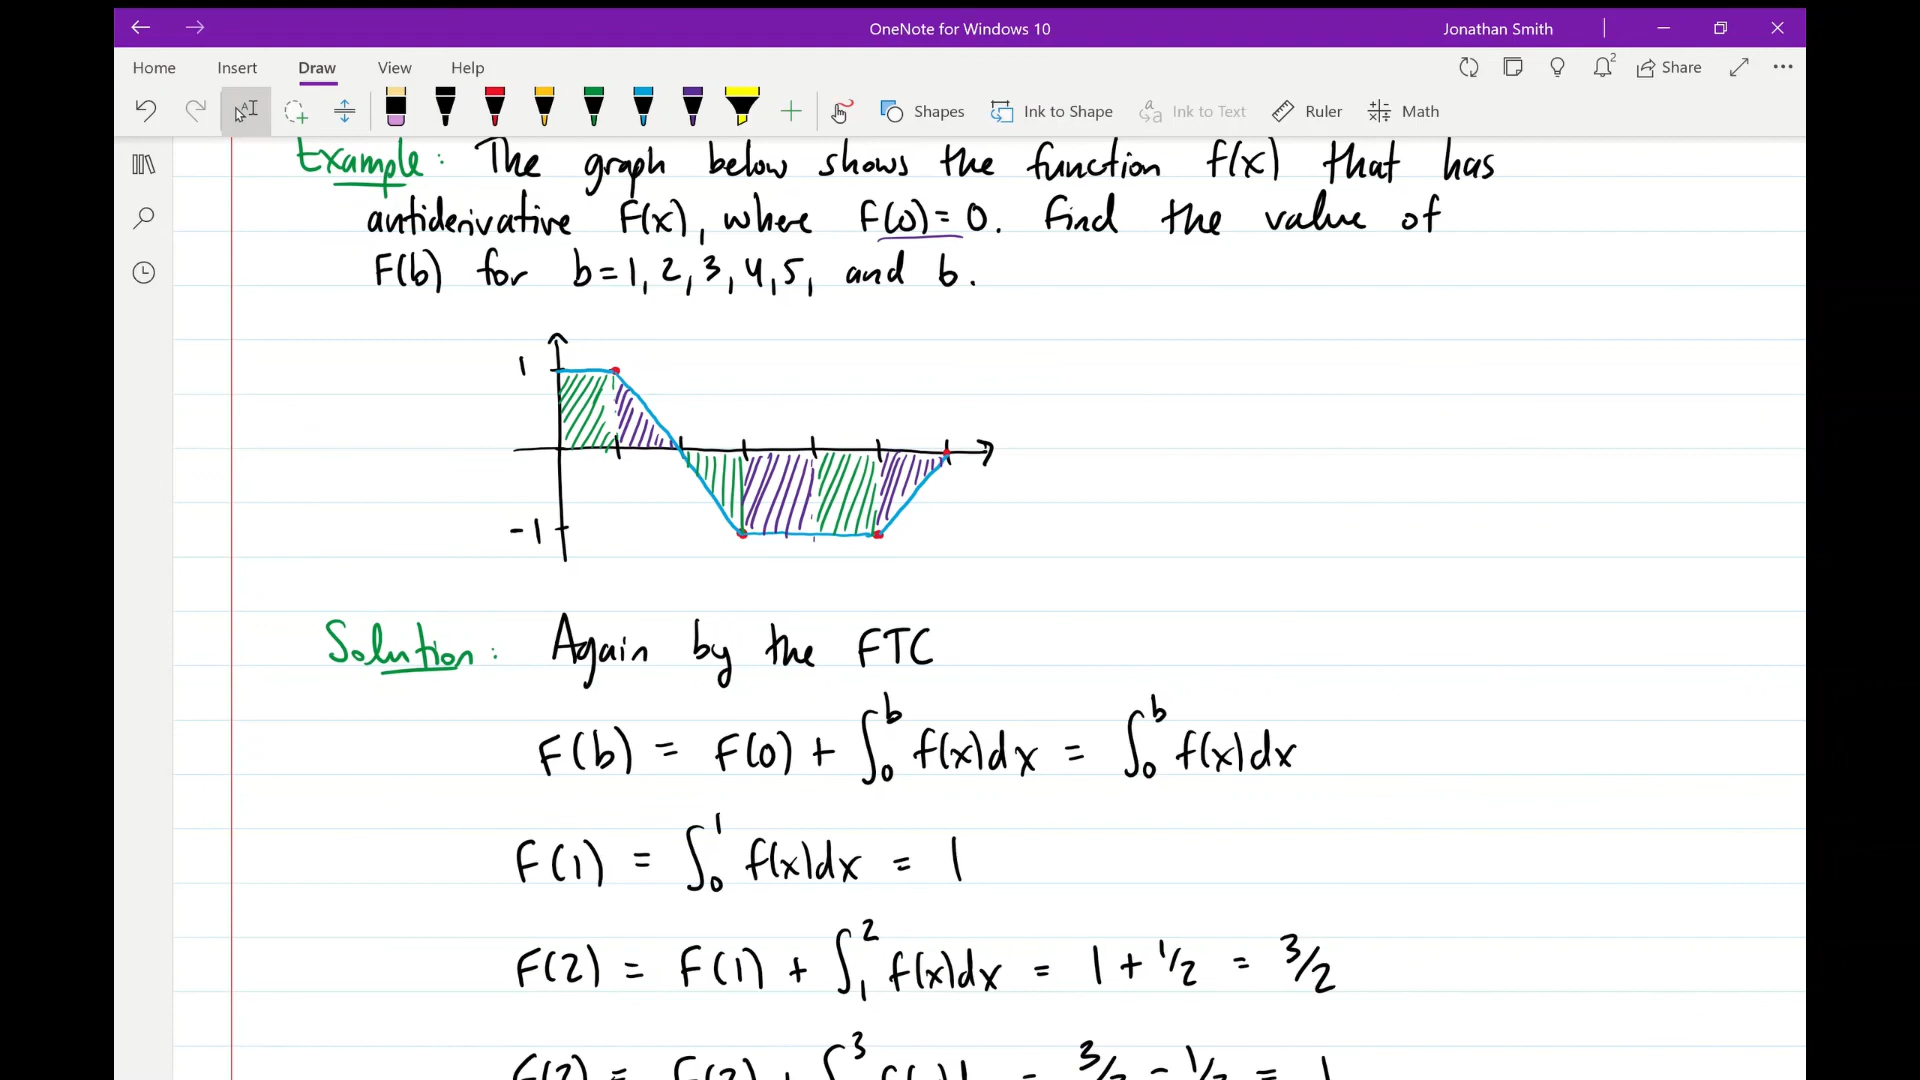 OneNote for Windows 10
Jonathan Smith
Home Insert Draw View Help
2 Share
Shapes Ink to Shape Ink to Text Ruler Math
Example: The graph below shows the function f(x) that has
antiderivative F(x), where F(0)=0. Find the value of
F(b) for b=1, 2, 3, 4, 5, and 6.
1
-1
Solution: Again by the FTC
F(b) = F(0) + ∫₀ᵇ f(x)dx = ∫₀ᵇ f(x)dx
F(1) = ∫₀¹ f(x)dx = 1
F(2) = F(1) + ∫₁² f(x)dx = 1 + 1/2 = 3/2